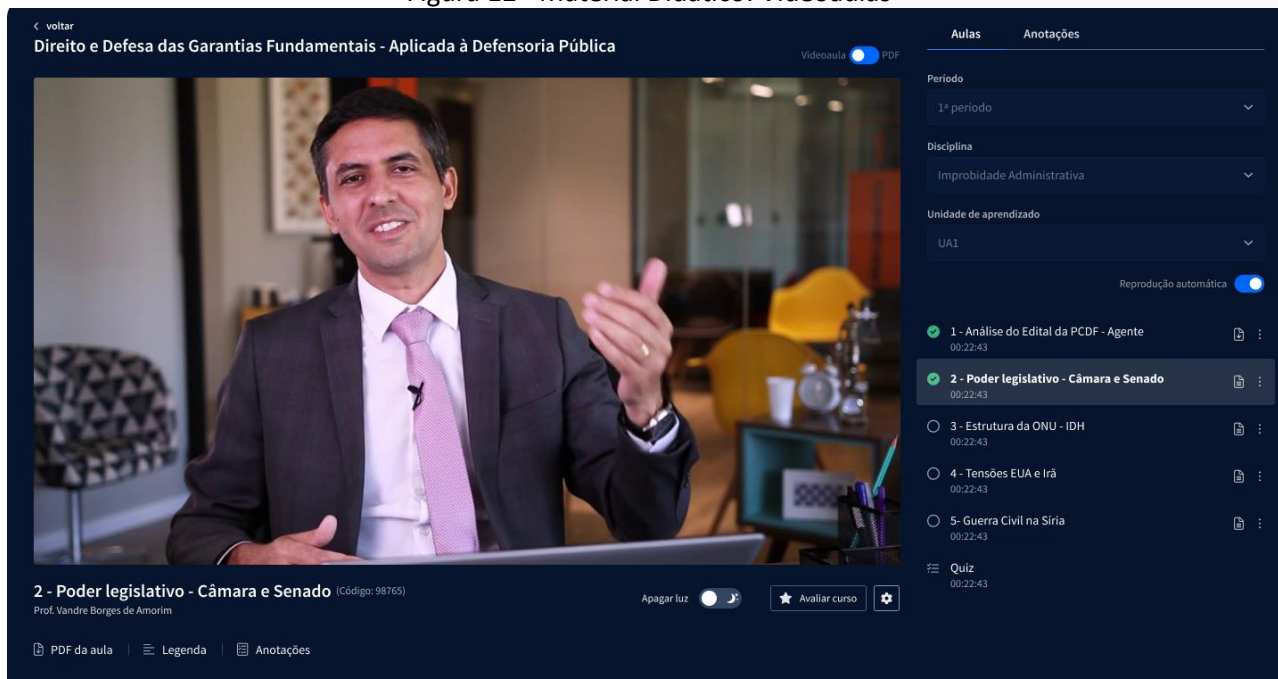 Figura 22 - Material Didático: Videoaulas
voltar
Direito e Defesa das Garantias Fundamentais - Aplicada à Defensoria Pública
Videoaula PDF
2 - Poder legislativo - Câmara e Senado (Código: 98765)
Prof. Vandre Borges de Amorim
Apagar luz
Avaliar curso
PDF da aula
Legenda
Anotações
Aulas Anotações
Período
1º período
Disciplina
Improbidade Administrativa
Unidade de aprendizado
UA1
Reprodução automática
1 - Análise do Edital da PCDF - Agente
00:22:43
2 - Poder legislativo - Câmara e Senado
00:22:43
3 - Estrutura da ONU - IDH
00:22:43
4 - Tensões EUA e Irã
00:22:43
5- Guerra Civil na Síria
00:22:43
Quiz
00:22:43